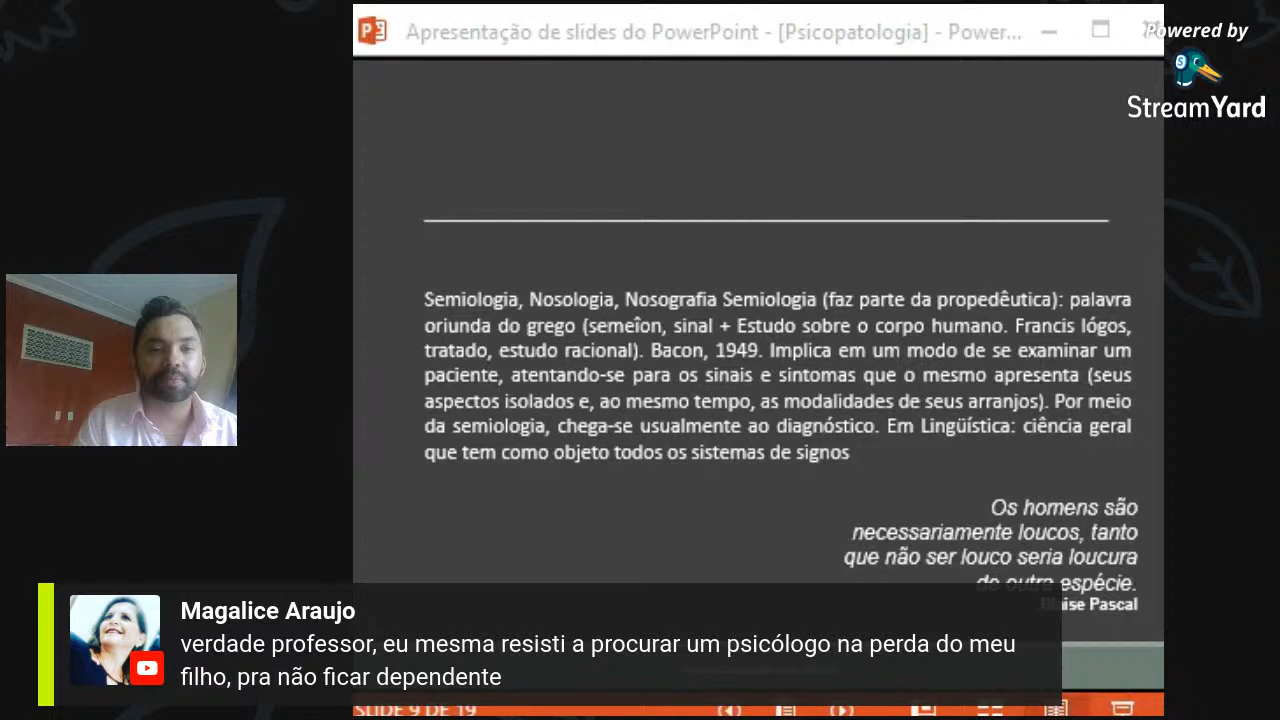 Apresentação de slides do PowerPoint - [Psicopatologia] - Power...
Powered by
StreamYard
Semiologia, Nosologia, Nosografia Semiologia (faz parte da propedêutica): palavra
oriunda do grego (semeîon, sinal + Estudo sobre o corpo humano. Francis lógos,
tratado, estudo racional). Bacon, 1949. Implica em um modo de se examinar um
paciente, atentando-se para os sinais e sintomas que o mesmo apresenta (seus
aspectos isolados e, ao mesmo tempo, as modalidades de seus arranjos). Por meio
da semiologia, chega-se usualmente ao diagnóstico. Em Lingüística: ciência geral
que tem como objeto todos os sistemas de signos
Os homens são
necessariamente loucos, tanto
que não ser louco seria loucura
de outra espécie.
Blaise Pascal
Magalice Araujo
verdade professor, eu mesma resisti a procurar um psicólogo na perda do meu
filho, pra não ficar dependente
SLIDE 9 DE 19